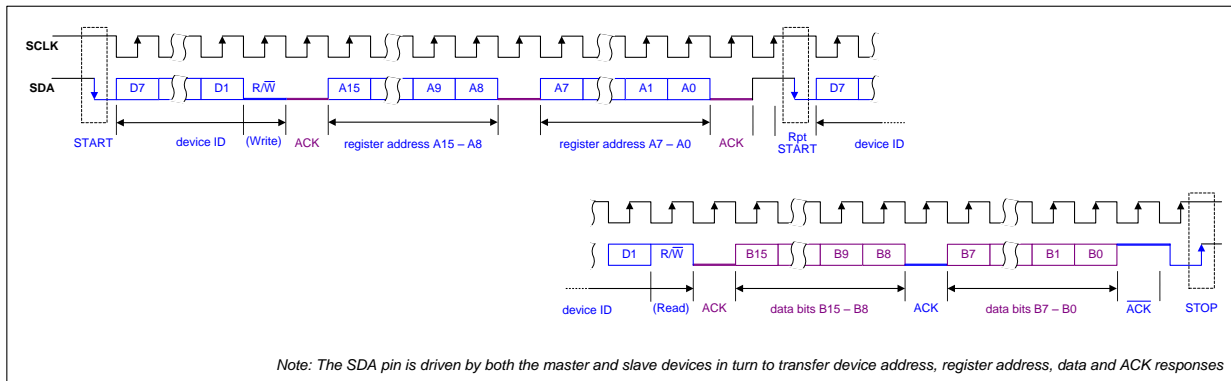 SCLK
SDA D7 D1 R/W A15 A9 A8 A7 A1 A0 D7
START device ID (Write) ACK register address A15 – A8 register address A7 – A0 ACK Rpt START device ID
D1 R/W B15 B9 B8 B7 B1 B0
device ID (Read) ACK data bits B15 – B8 ACK data bits B7 – B0 ACK STOP
Note: The SDA pin is driven by both the master and slave devices in turn to transfer device address, register address, data and ACK responses